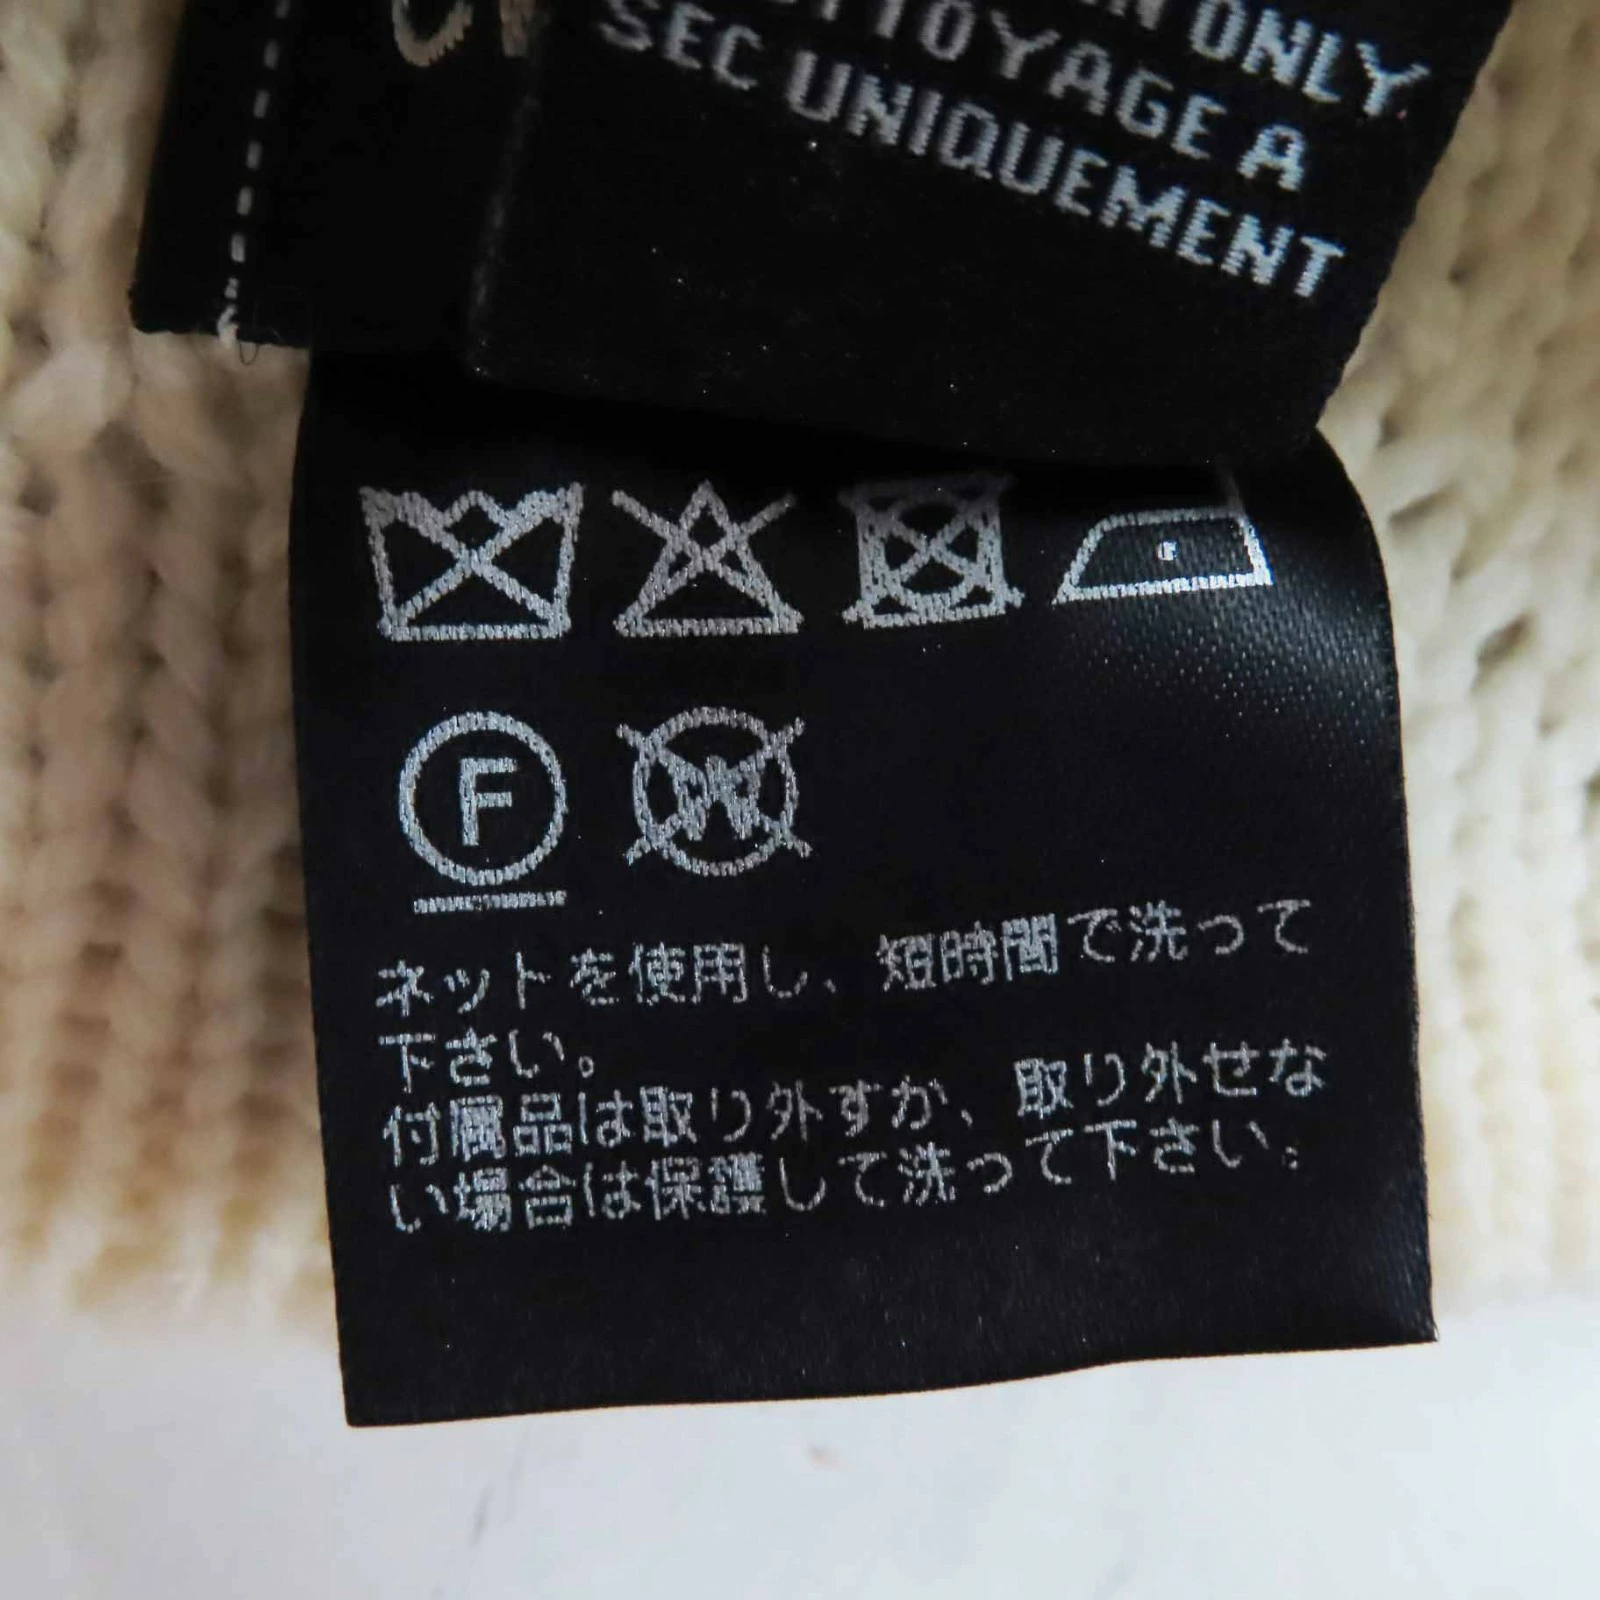 ONLY
TOYAGE A
SEC UNIQUEMENT
F
ネットを使用し、短時間で洗って
下さい。
付属品は取り外すか、取り外せな
い場合は保護して洗って下さい。